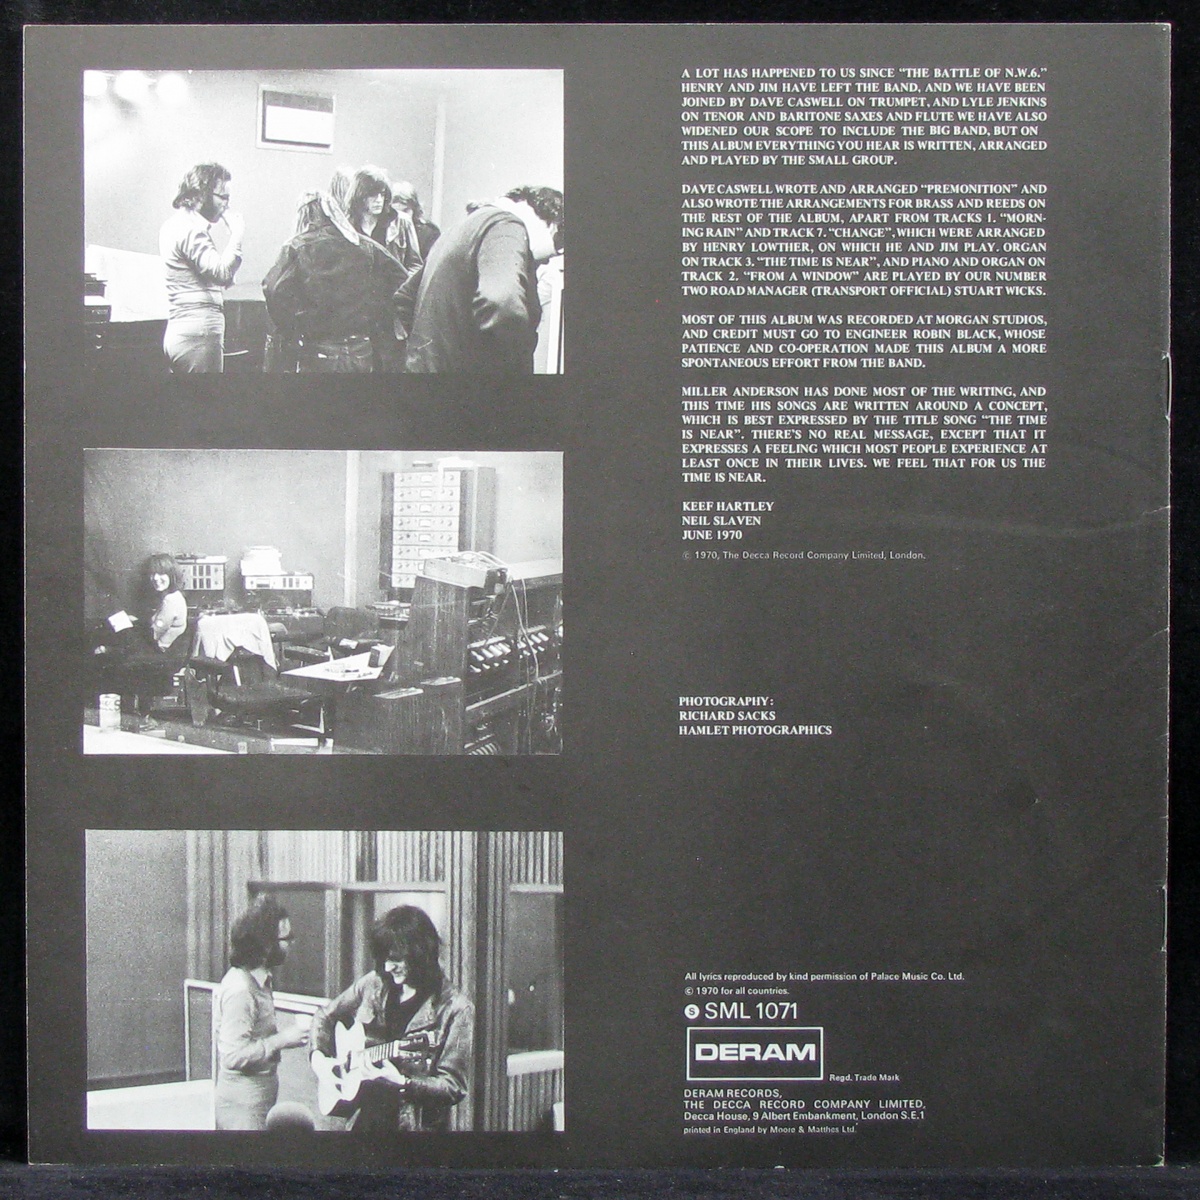 A LOT HAS HAPPENED TO US SINCE "THE BATTLE OF N.W.6."
HENRY AND JIM HAVE LEFT THE BAND, AND WE HAVE BEEN
JOINED BY DAVE CASWELL ON TRUMPET, AND LYLE JENKINS
ON TENOR AND BARITONE SAXES AND FLUTE WE HAVE ALSO
WIDENED OUR SCOPE TO INCLUDE THE BIG BAND, BUT ON
THIS ALBUM EVERYTHING YOU HEAR IS WRITTEN, ARRANGED
AND PLAYED BY THE SMALL GROUP.
DAVE CASWELL WROTE AND ARRANGED "PREMONITION" AND
ALSO WROTE THE ARRANGEMENTS FOR BRASS AND REEDS ON
THE REST OF THE ALBUM, APART FROM TRACKS 1. "MORN-
ING RAIN" AND TRACK 7. "CHANGE", WHICH WERE ARRANGED
BY HENRY LOWTHER, ON WHICH HE AND JIM PLAY. ORGAN
ON TRACK 3. "THE TIME IS NEAR", AND PIANO AND ORGAN ON
TRACK 2. "FROM A WINDOW" ARE PLAYED BY OUR NUMBER
TWO ROAD MANAGER (TRANSPORT OFFICIAL) STUART WICKS.
MOST OF THIS ALBUM WAS RECORDED AT MORGAN STUDIOS,
AND CREDIT MUST GO TO ENGINEER ROBIN BLACK, WHOSE
PATIENCE AND CO-OPERATION MADE THIS ALBUM A MORE
SPONTANEOUS EFFORT FROM THE BAND.
MILLER ANDERSON HAS DONE MOST OF THE WRITING, AND
THIS TIME HIS SONGS ARE WRITTEN AROUND A CONCEPT,
WHICH IS BEST EXPRESSED BY THE TITLE SONG "THE TIME
IS NEAR". THERE'S NO REAL MESSAGE, EXCEPT THAT IT
EXPRESSES A FEELING WHICH MOST PEOPLE EXPERIENCE AT
LEAST ONCE IN THEIR LIVES. WE FEEL THAT FOR US THE
TIME IS NEAR.
KEEF HARTLEY
NEIL SLAVEN
JUNE 1970
© 1970, The Decca Record Company Limited, London.
PHOTOGRAPHY:
RICHARD SACKS
HAMLET PHOTOGRAPHICS
All lyrics reproduced by kind permission of Palace Music Co. Ltd.
© 1970 for all countries.
S SML 1071
DERAM
Regd. Trade Mark
DERAM RECORDS,
THE DECCA RECORD COMPANY LIMITED,
Decca House, 9 Albert Embankment, London S.E.1
printed in England by Moore & Matthes Ltd.